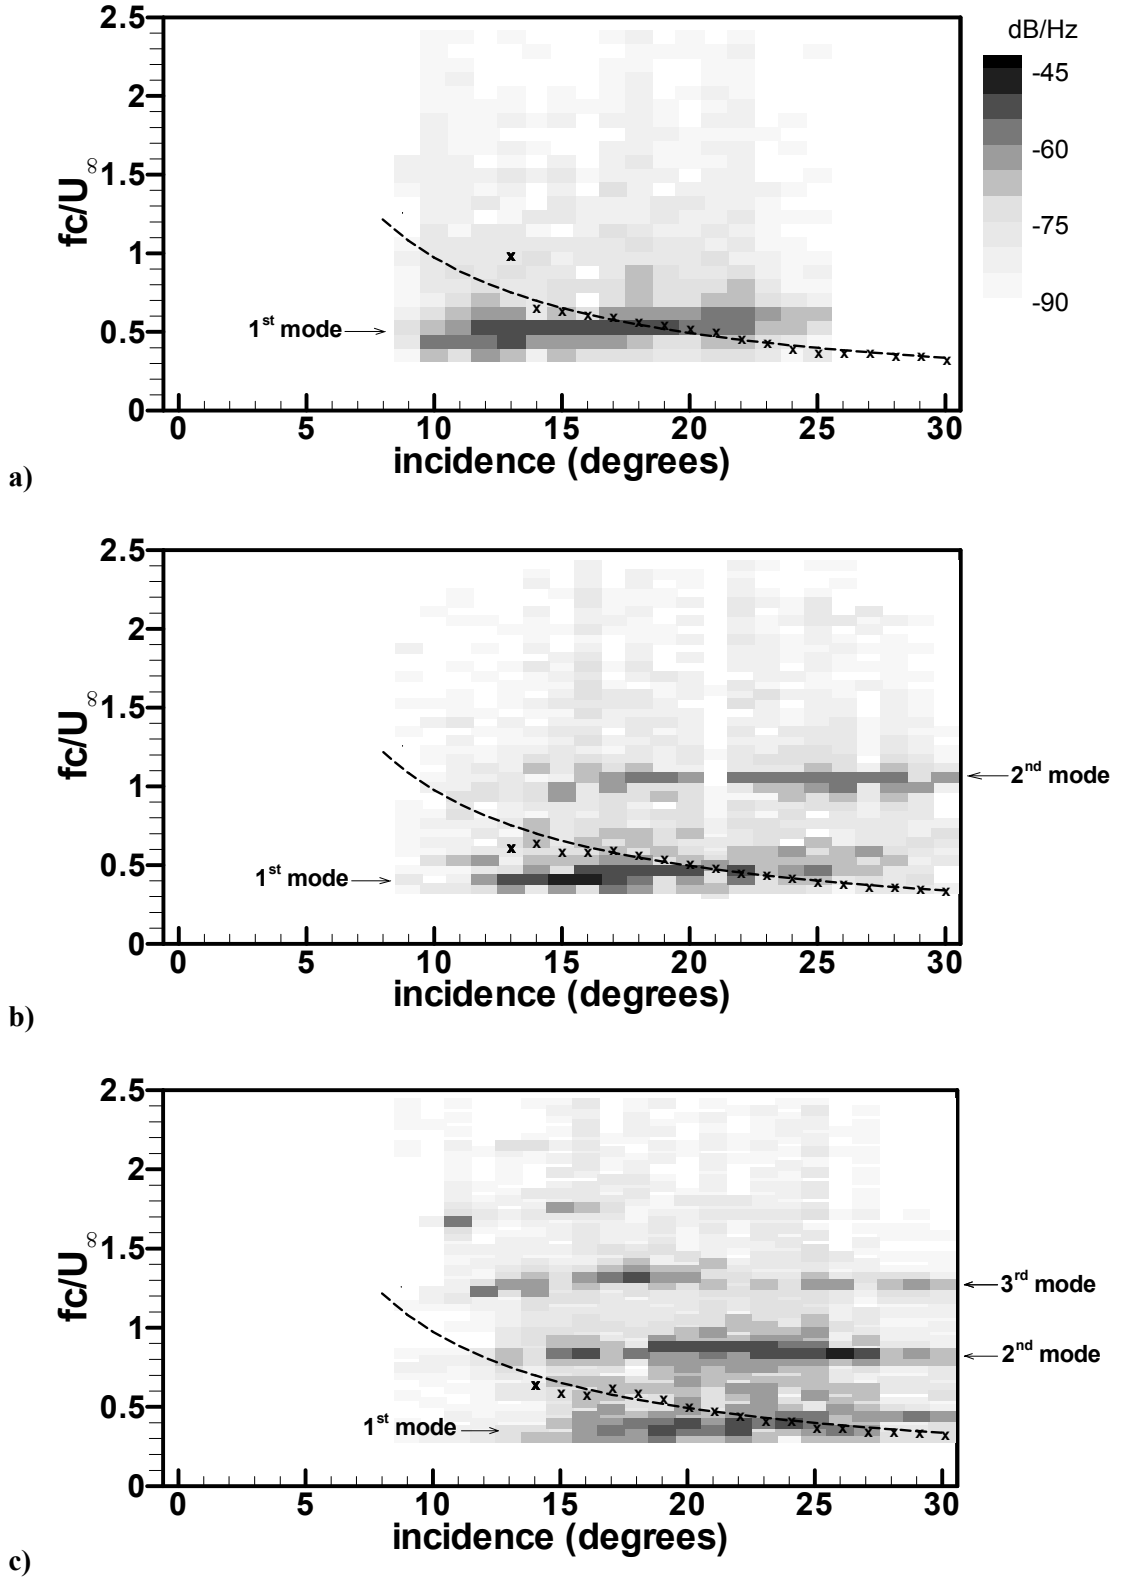 dB/Hz
-45
-60
-75
-90
2.5
2
1.5
1
0.5
0
fc/U∞
1st mode
0 5 10 15 20 25 30
incidence (degrees)
a)
2.5
2
1.5
1
0.5
0
fc/U∞
2nd mode
1st mode
0 5 10 15 20 25 30
incidence (degrees)
b)
2.5
2
1.5
1
0.5
0
fc/U∞
3rd mode
2nd mode
1st mode
0 5 10 15 20 25 30
incidence (degrees)
c)